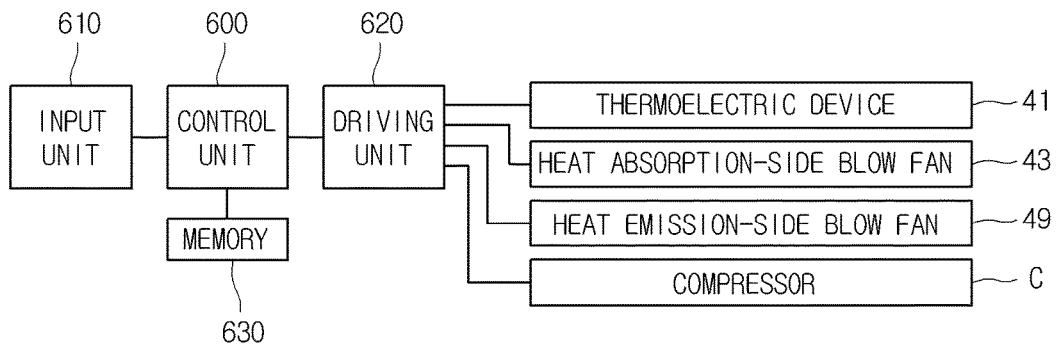 610
600
620
INPUT
UNIT
CONTROL
UNIT
DRIVING
UNIT
THERMOELECTRIC DEVICE
41
HEAT ABSORPTION-SIDE BLOW FAN
43
HEAT EMISSION-SIDE BLOW FAN
49
COMPRESSOR
C
MEMORY
630